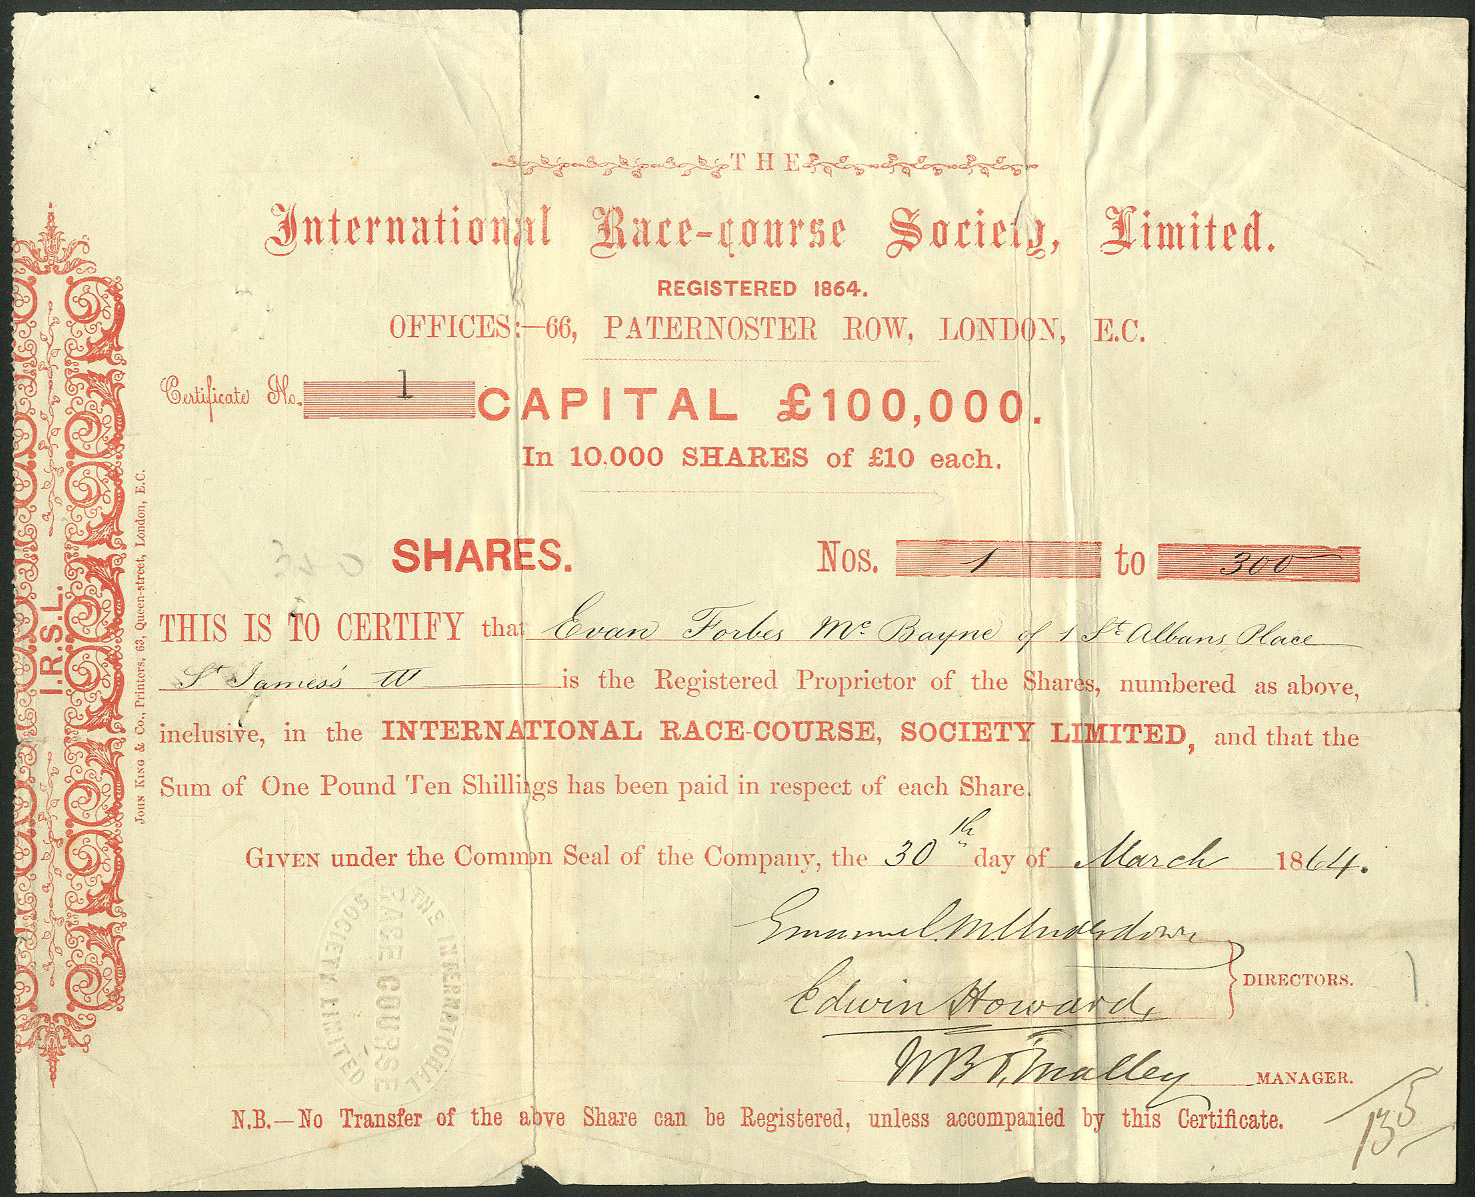 THE
International Race-course Society, Limited.
REGISTERED 1864.
OFFICES:—66, PATERNOSTER ROW, LONDON, E.C.
Certificate No. 1 CAPITAL £100,000.
In 10,000 SHARES of £10 each.
SHARES. Nos. 1 to 300
THIS IS TO CERTIFY that Evan Forbes Mc Bayne of 1 St Albans Place
St James's W is the Registered Proprietor of the Shares, numbered as above,
inclusive, in the INTERNATIONAL RACE-COURSE, SOCIETY LIMITED, and that the
Sum of One Pound Ten Shillings has been paid in respect of each Share.
GIVEN under the Common Seal of the Company, the 30th day of March 1864.
Edwin Howard
DIRECTORS.
MANAGER.
N.B.—No Transfer of the above Share can be Registered, unless accompanied by this Certificate.
135
I.R.S.L.
JOHN KING & Co., Printers, 63, Queen-street, London, E.C.
THE INTERNATIONAL
RACE COURSE
SOCIETY LIMITED